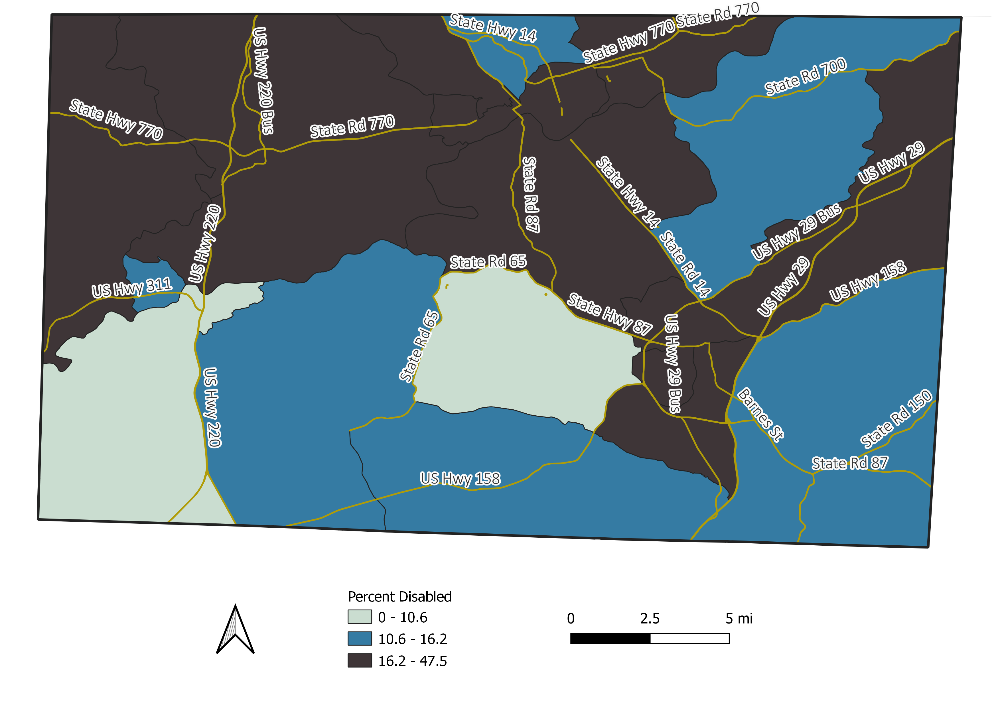 State Rd 770
State Hwy 14
State Hwy 770
US Hwy 220 Bus
State Rd 700
State Hwy 770
State Rd 770
US Hwy 29
State Rd 87
State Hwy 14
US Hwy 220
US Hwy 29 Bus
State Rd 14
State Rd 65
US Hwy 29
US Hwy 158
US Hwy 311
State Hwy 87
State Rd 65
US Hwy 29 Bus
US Hwy 220
Barnes St
State Rd 150
State Rd 87
US Hwy 158
Percent Disabled
0 - 10.6
10.6 - 16.2
16.2 - 47.5
0 2.5 5 mi